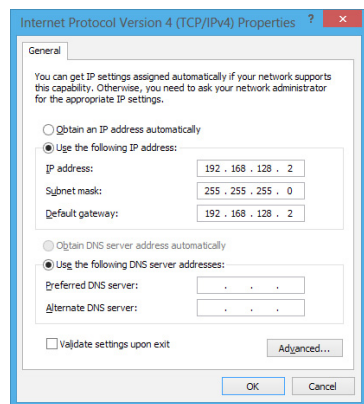 Internet Protocol Version 4 (TCP/IPv4) Properties ? ×
General
You can get IP settings assigned automatically if your network supports
this capability. Otherwise, you need to ask your network administrator
for the appropriate IP settings.
Obtain an IP address automatically
Use the following IP address:
IP address: 192 . 168 . 128 . 2
Subnet mask: 255 . 255 . 255 . 0
Default gateway: 192 . 168 . 128 . 2
Obtain DNS server address automatically
Use the following DNS server addresses:
Preferred DNS server: . . .
Alternate DNS server: . . .
Validate settings upon exit
Advanced...
OK Cancel